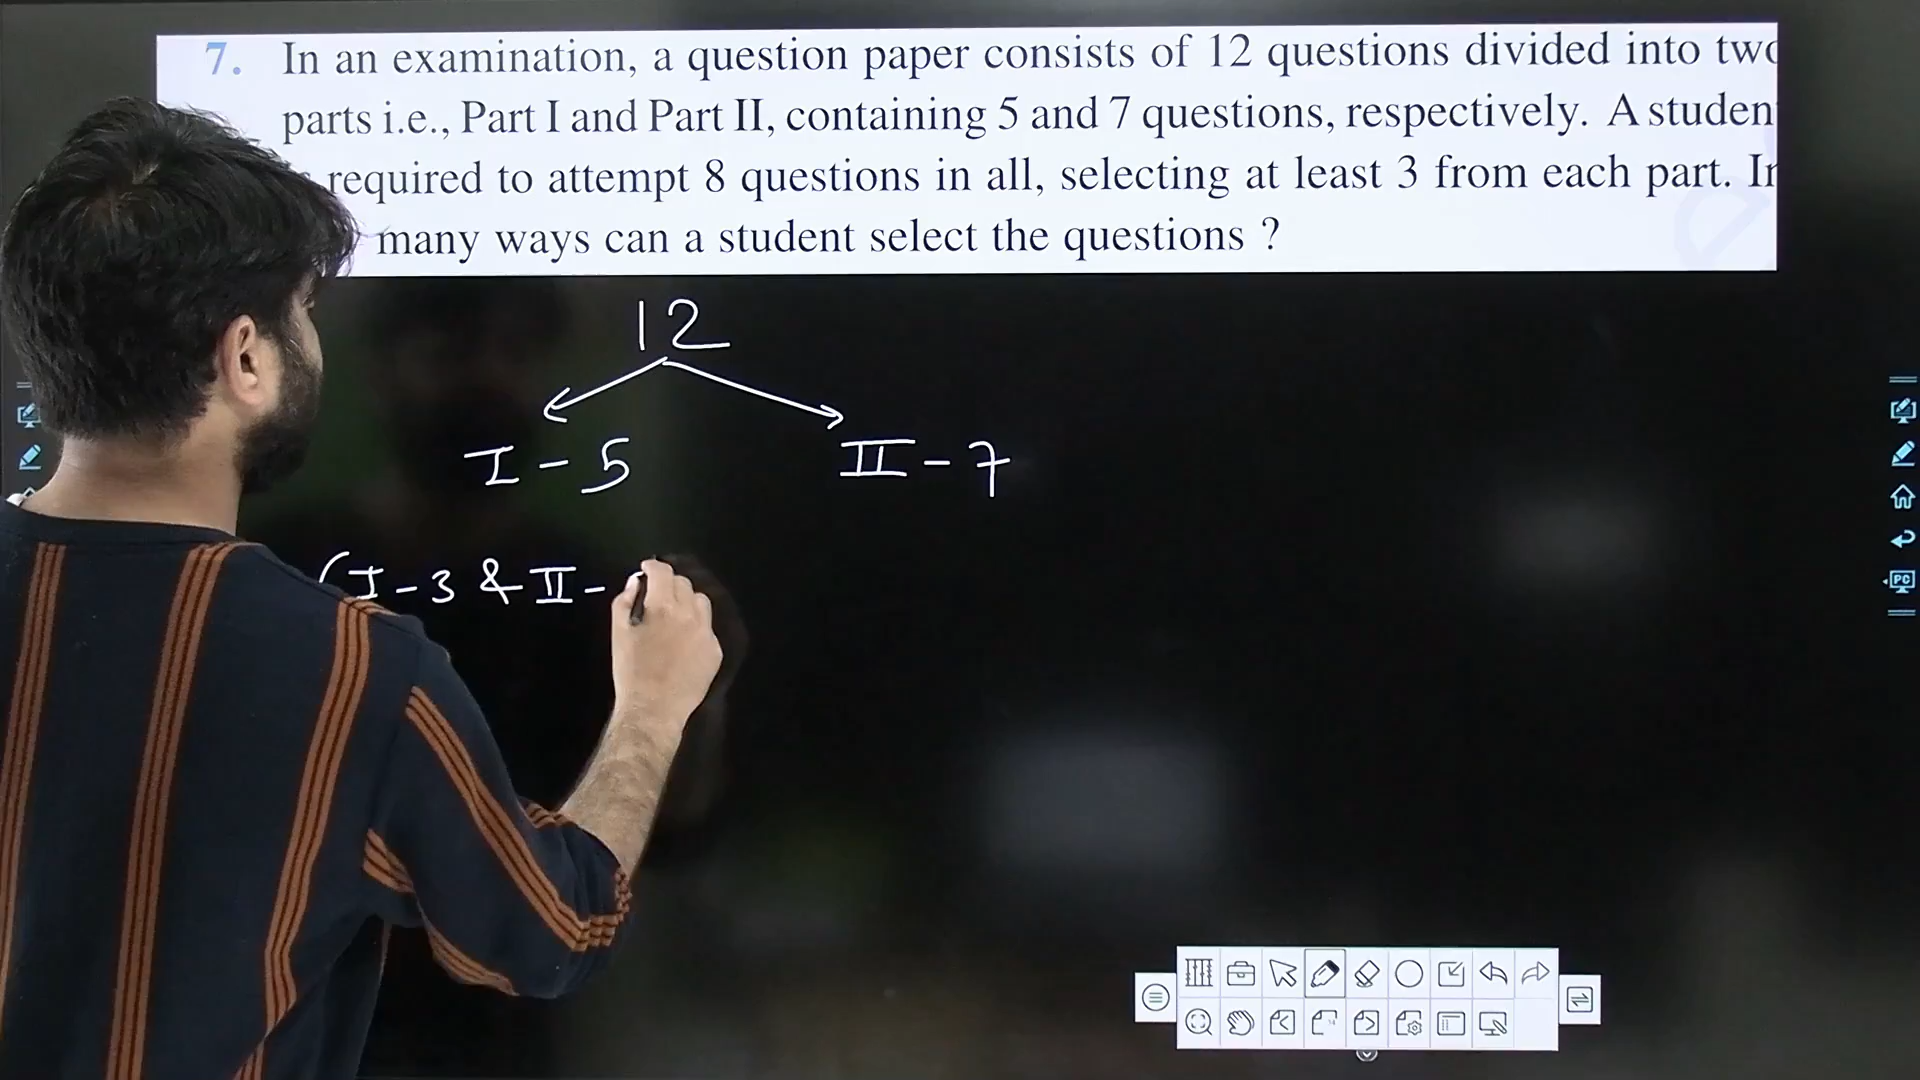 7. In an examination, a question paper consists of 12 questions divided into two
parts i.e., Part I and Part II, containing 5 and 7 questions, respectively. A studen
required to attempt 8 questions in all, selecting at least 3 from each part. In
many ways can a student select the questions ?
12
I - 5 II - 7
(I - 3 & II -
PC